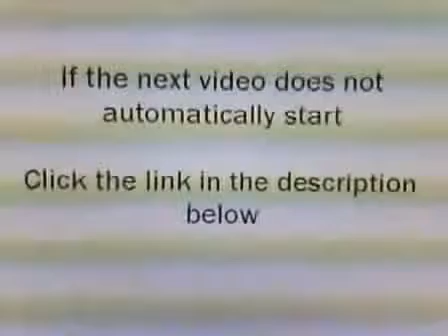 If the next video does not
automatically start
Click the link in the description
below